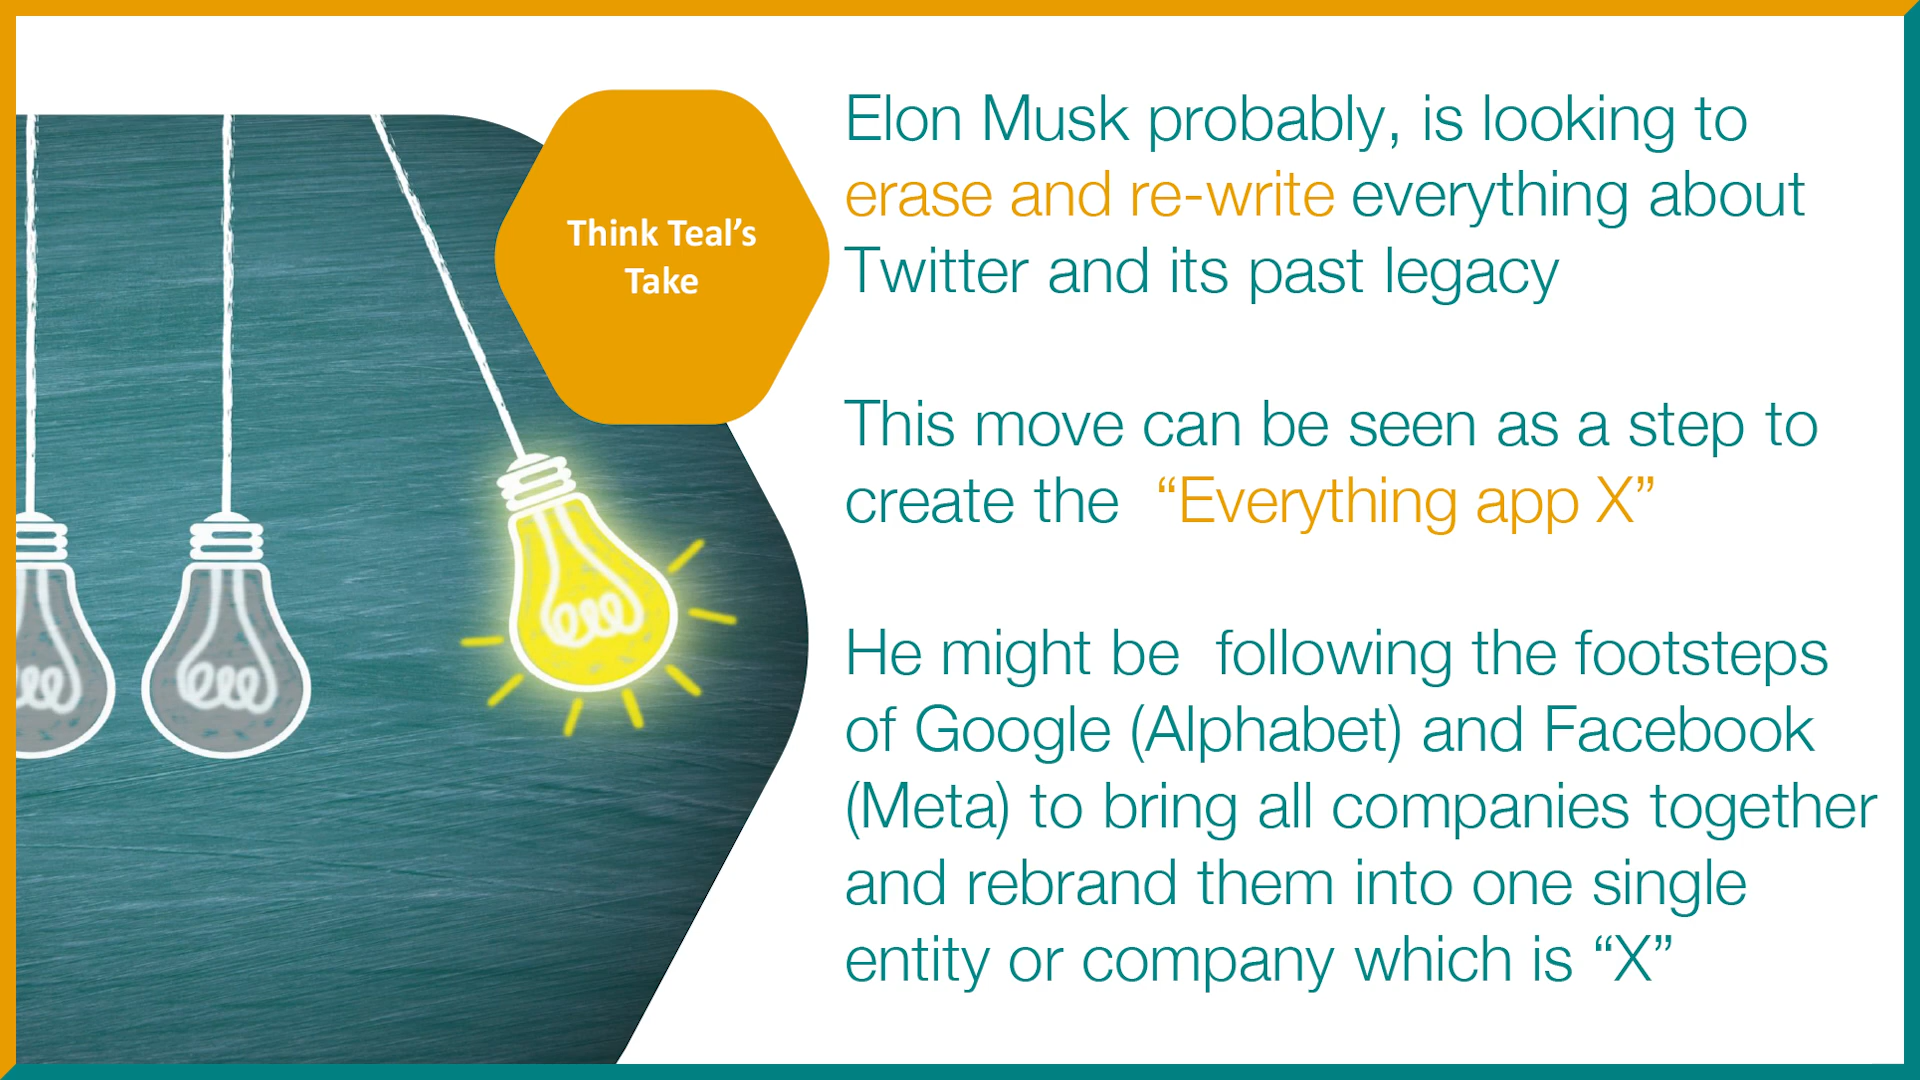 Think Teal’s
Take
Elon Musk probably, is looking to
erase and re-write everything about
Twitter and its past legacy
This move can be seen as a step to
create the “Everything app X”
He might be following the footsteps
of Google (Alphabet) and Facebook
(Meta) to bring all companies together
and rebrand them into one single
entity or company which is “X”